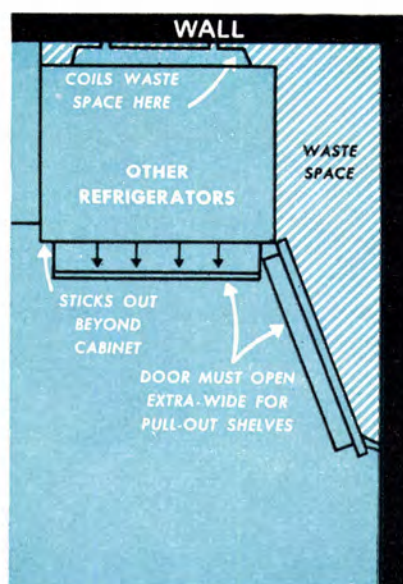 WALL
COILS WASTE
SPACE HERE
WASTE
SPACE
OTHER
REFRIGERATORS
STICKS OUT
BEYOND
CABINET
DOOR MUST OPEN
EXTRA-WIDE FOR
PULL-OUT SHELVES